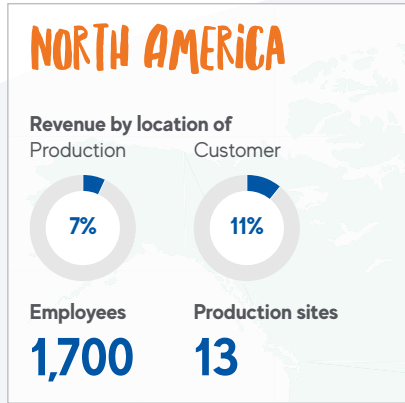 NORTH AMERiCA
Revenue by location of
Production Customer
7% 11%
Employees Production sites
1,700 13